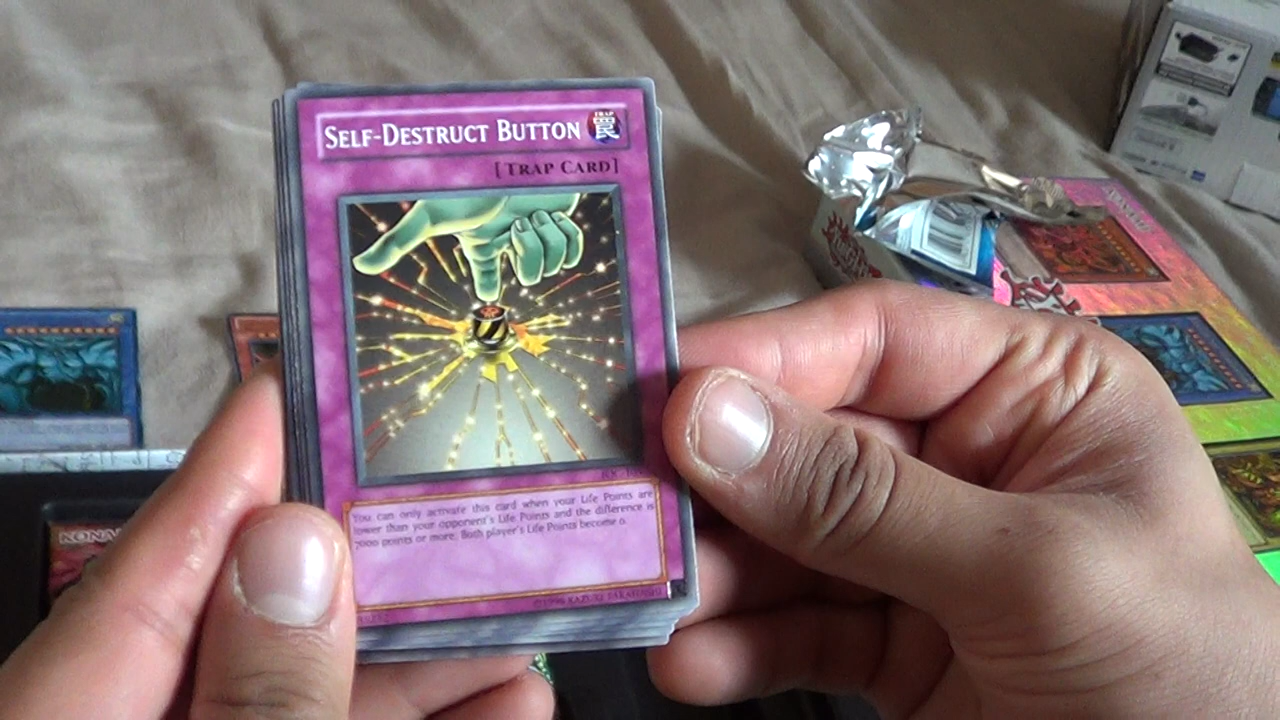 SELF-DESTRUCT BUTTON
TRAP
罠
[TRAP CARD]
You can only activate this card when your Life Points are
lower than your opponent's Life Points and the difference is
7000 points or more. Both player's Life Points become 0.
©1996 KAZUKI TAKAHASHI
KONAMI